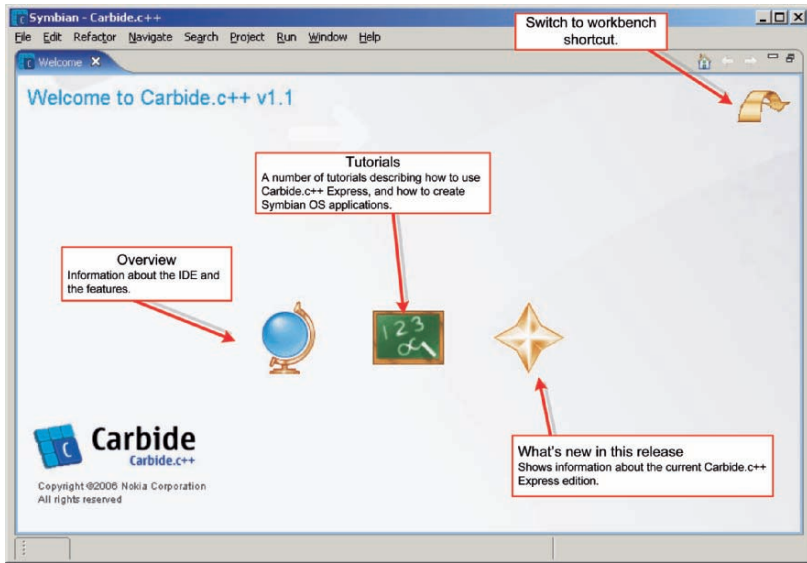 Symbian - Carbide.c++
File Edit Refactor Navigate Search Project Run Window Help
Switch to workbench
shortcut.
Welcome
Welcome to Carbide.c++ v1.1
Tutorials
A number of tutorials describing how to use
Carbide.c++ Express, and how to create
Symbian OS applications.
Overview
Information about the IDE and
the features.
1 2 3
What's new in this release
Shows information about the current Carbide.c++
Express edition.
C
Carbide
Carbide.c++
Copyright ©2006 Nokia Corporation
All rights reserved